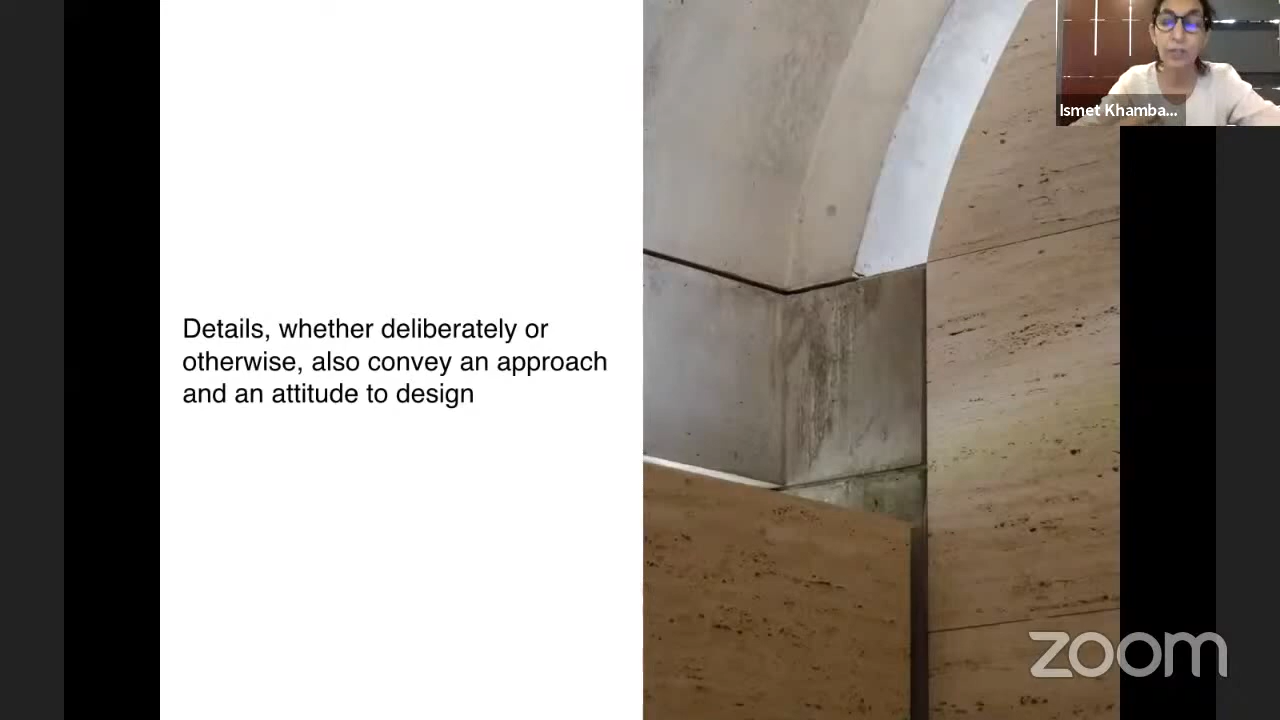 Ismet Khamba...
Details, whether deliberately or
otherwise, also convey an approach
and an attitude to design
zoom